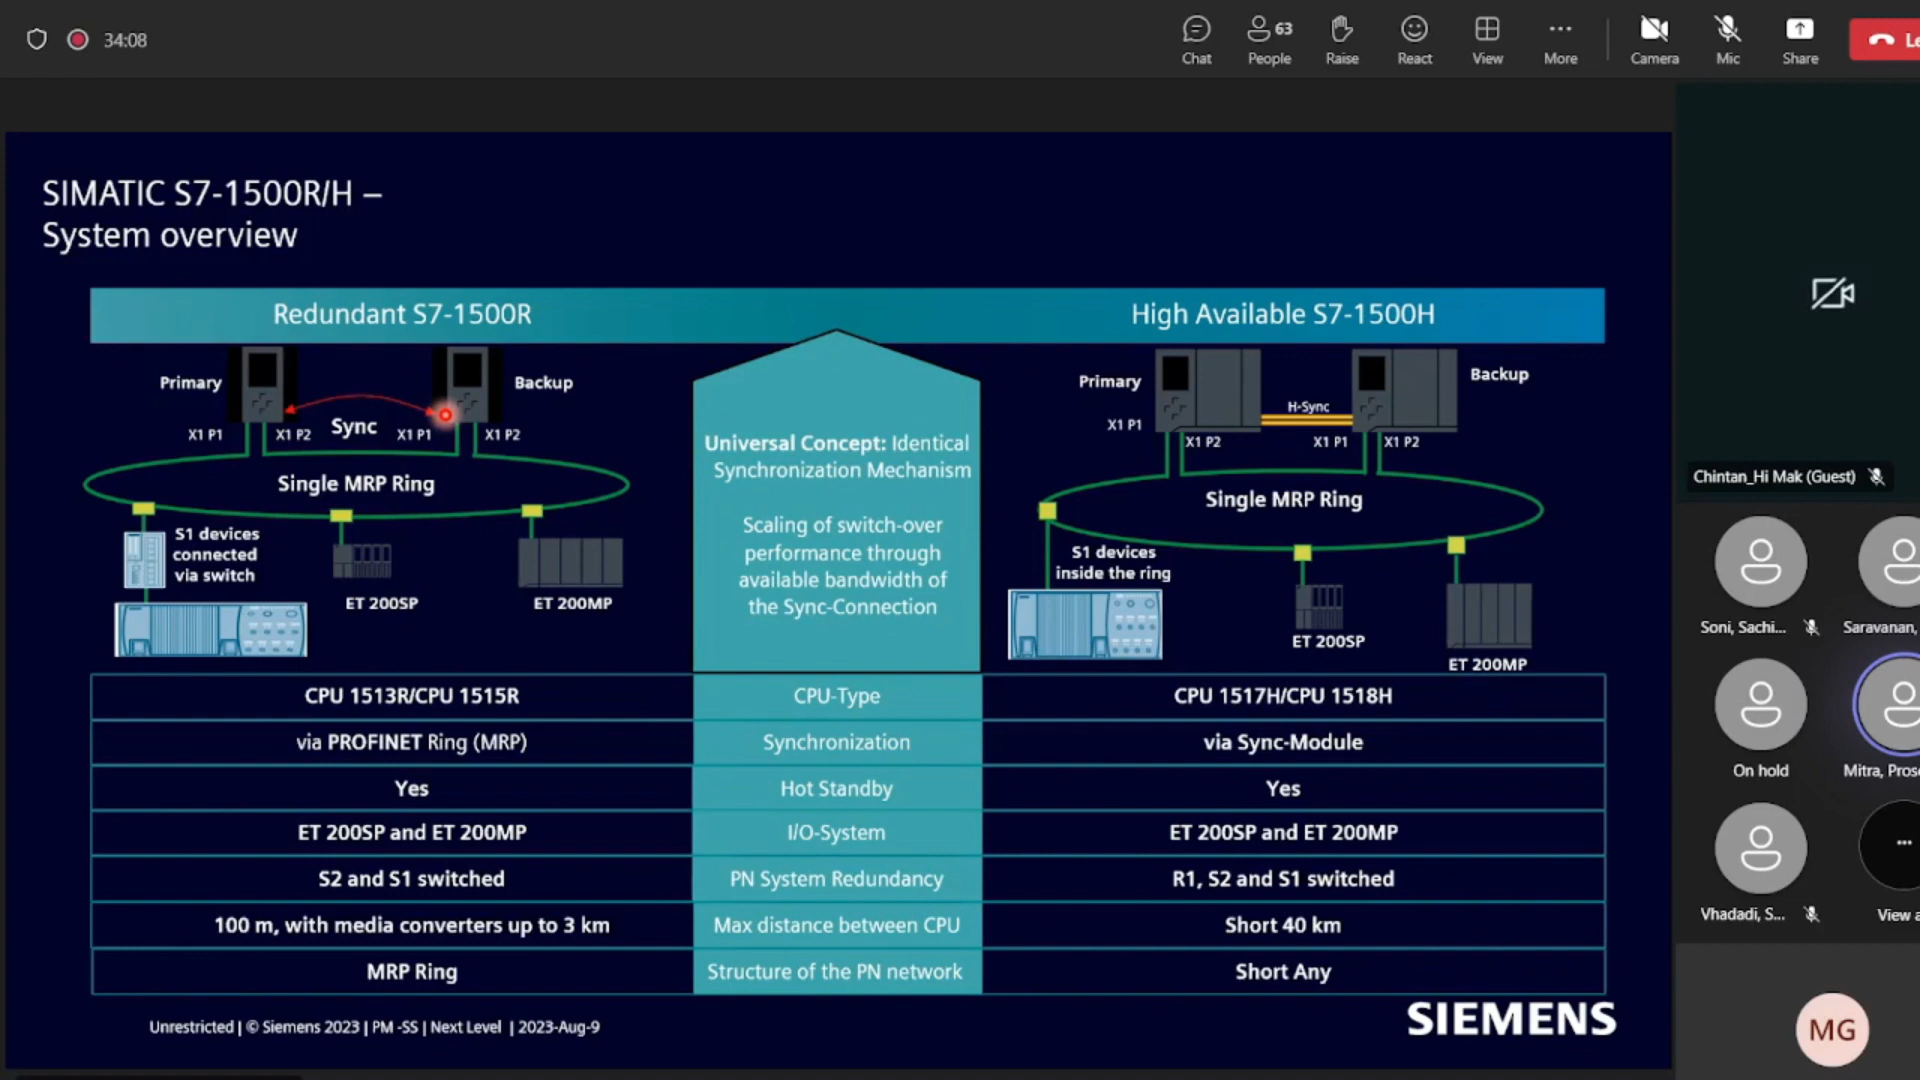 34:08
Chat
People
63
Raise
React
View
More
Camera
Mic
Share
SIMATIC S7-1500R/H –
System overview
Redundant S7-1500R
High Available S7-1500H
Primary
Backup
Sync
X1 P1
X1 P2
X1 P1
X1 P2
Single MRP Ring
S1 devices
connected
via switch
ET 200SP
ET 200MP
Universal Concept: Identical
Synchronization Mechanism
Scaling of switch-over
performance through
available bandwidth of
the Sync-Connection
Primary
Backup
H-Sync
X1 P1
X1 P2
X1 P1
X1 P2
Single MRP Ring
S1 devices
inside the ring
ET 200SP
ET 200MP
CPU 1513R/CPU 1515R
CPU-Type
CPU 1517H/CPU 1518H
via PROFINET Ring (MRP)
Synchronization
via Sync-Module
Yes
Hot Standby
Yes
ET 200SP and ET 200MP
I/O-System
ET 200SP and ET 200MP
S2 and S1 switched
PN System Redundancy
R1, S2 and S1 switched
100 m, with media converters up to 3 km
Max distance between CPU
Short 40 km
MRP Ring
Structure of the PN network
Short Any
Unrestricted | © Siemens 2023 | PM -SS | Next Level | 2023-Aug-9
SIEMENS
Chintan_Hi Mak (Guest)
Soni, Sachi...
Saravanan,
On hold
Mitra, Pros
Vhadadi, S...
View
MG